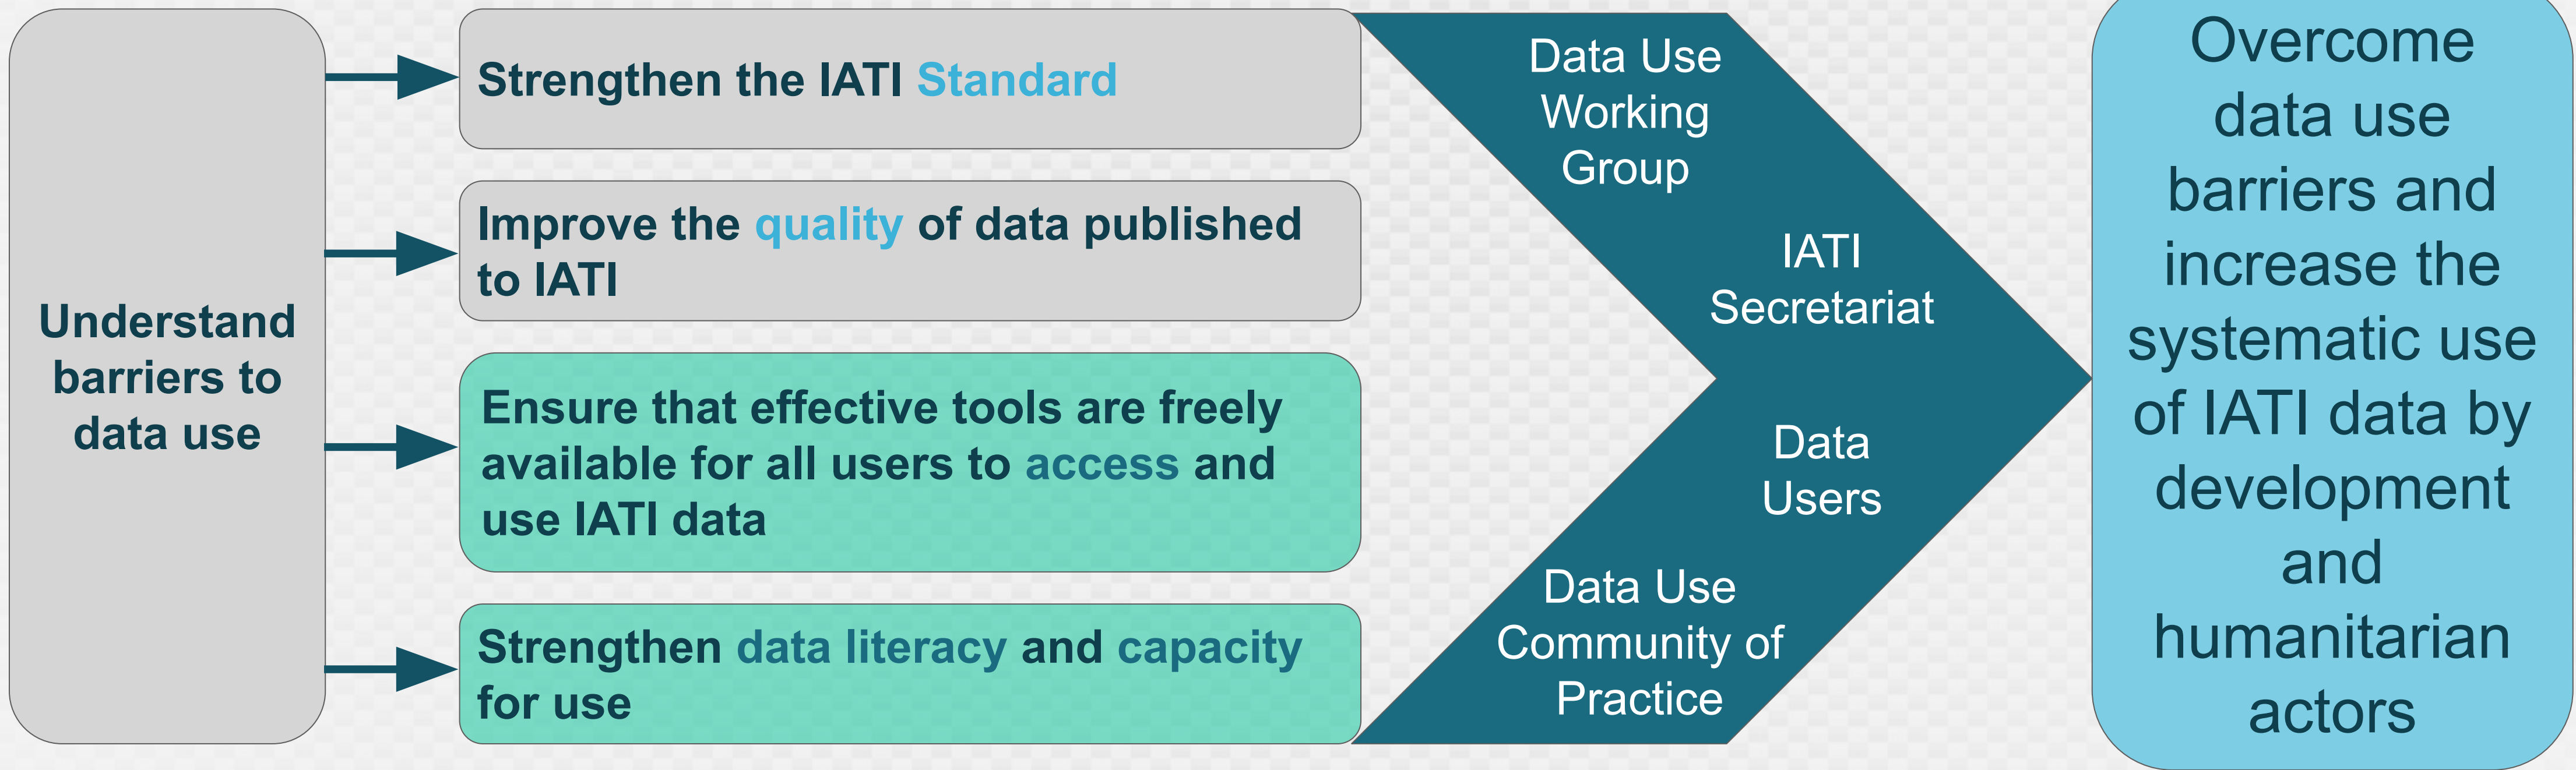 Understand
barriers to
data use
Strengthen the IATI Standard
Improve the quality of data published
to IATI
Ensure that effective tools are freely
available for all users to access and
use IATI data
Strengthen data literacy and capacity
for use
Data Use
Working
Group
IATI
Secretariat
Data
Users
Data Use
Community of
Practice
Overcome
data use
barriers and
increase the
systematic use
of IATI data by
development
and
humanitarian
actors